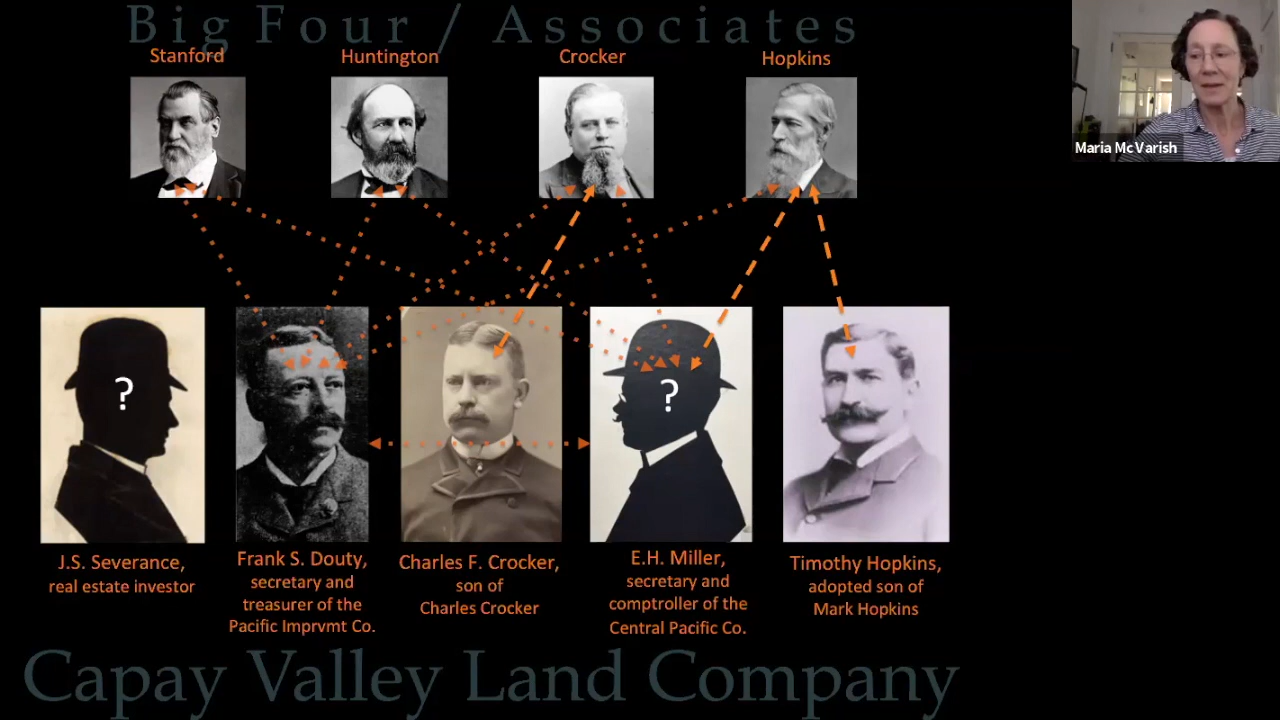 Big Four / Associates
Stanford
Huntington
Crocker
Hopkins
Maria McVarish
?
?
J.S. Severance,
real estate investor
Frank S. Douty,
secretary and
treasurer of the
Pacific Imprvmt Co.
Charles F. Crocker,
son of
Charles Crocker
E.H. Miller,
secretary and
comptroller of the
Central Pacific Co.
Timothy Hopkins,
adopted son of
Mark Hopkins
Capay Valley Land Company